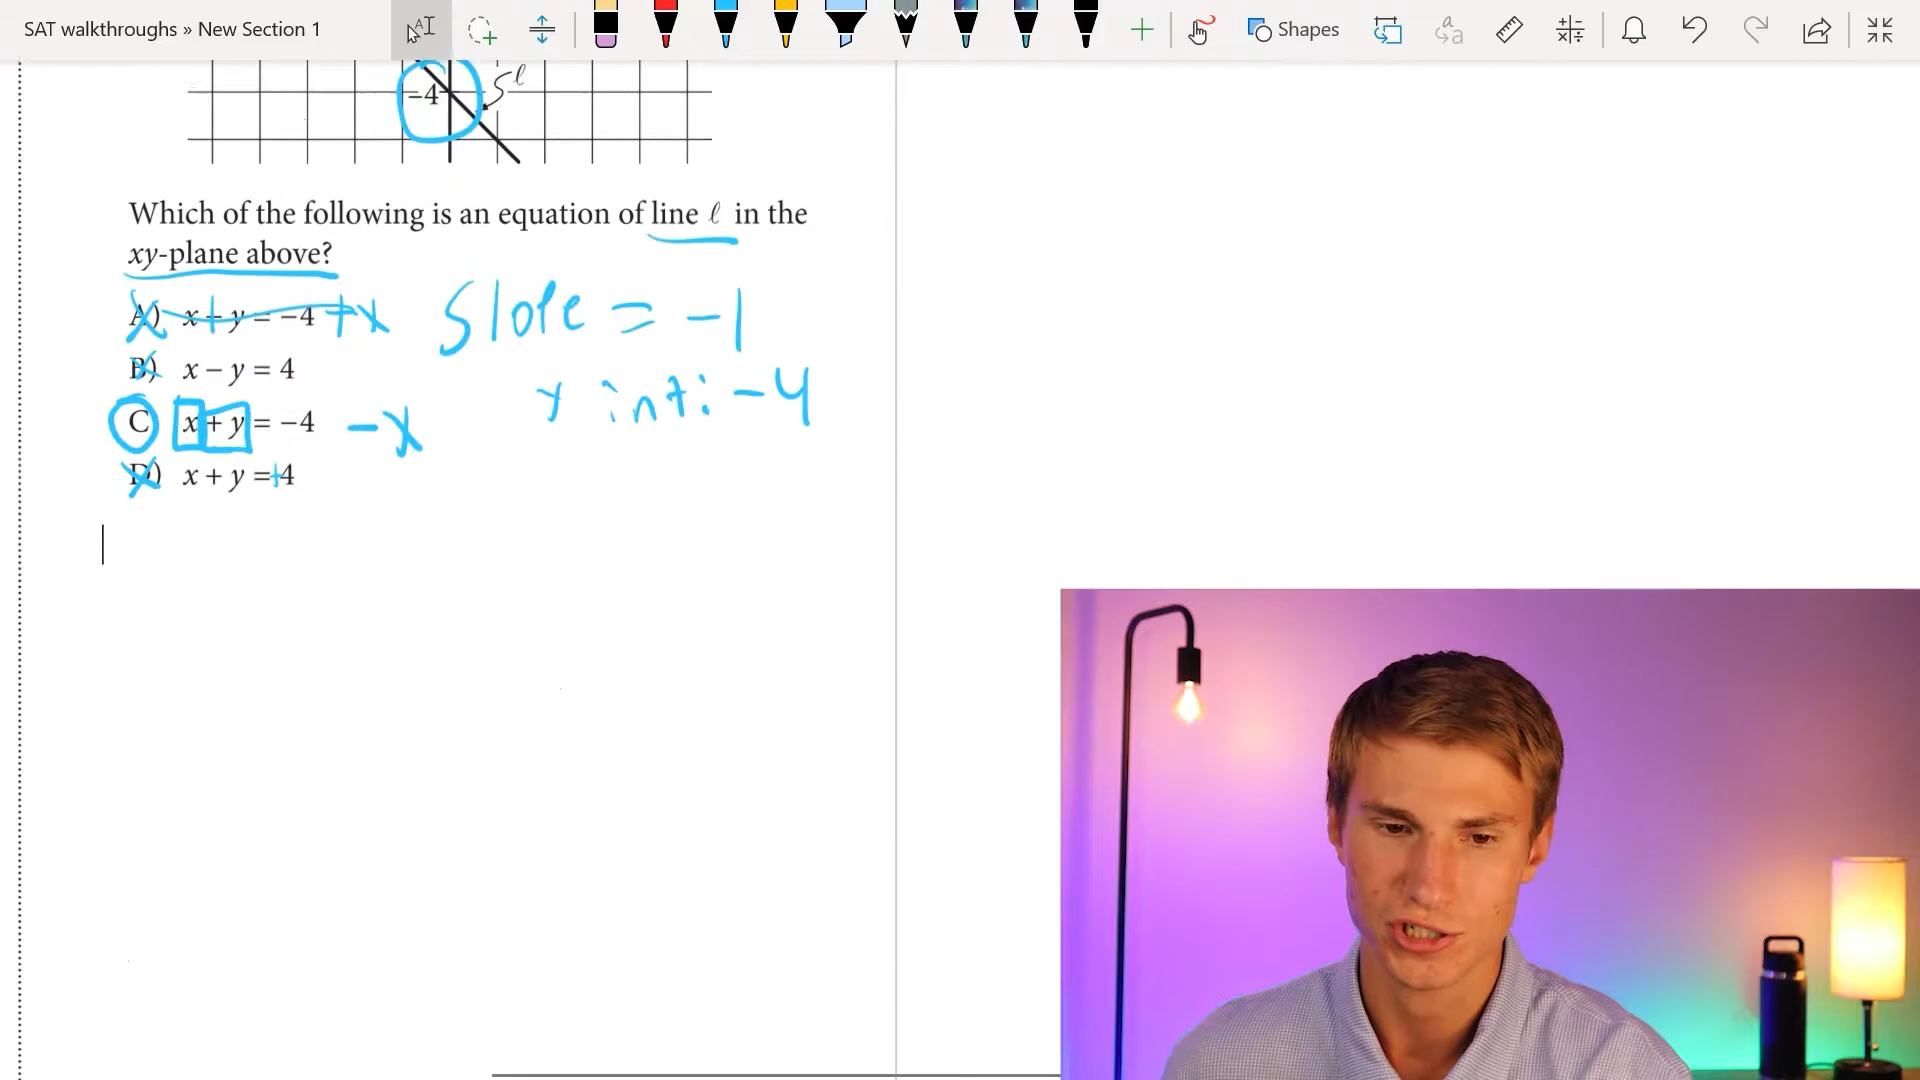 SAT walkthroughs » New Section 1
Shapes
-4
ℓ
Which of the following is an equation of line ℓ in the
xy-plane above?
x + y = −4 +x
Slope = -1
B) x − y = 4
y int: -4
C x + y = −4 -x
D) x + y =+4